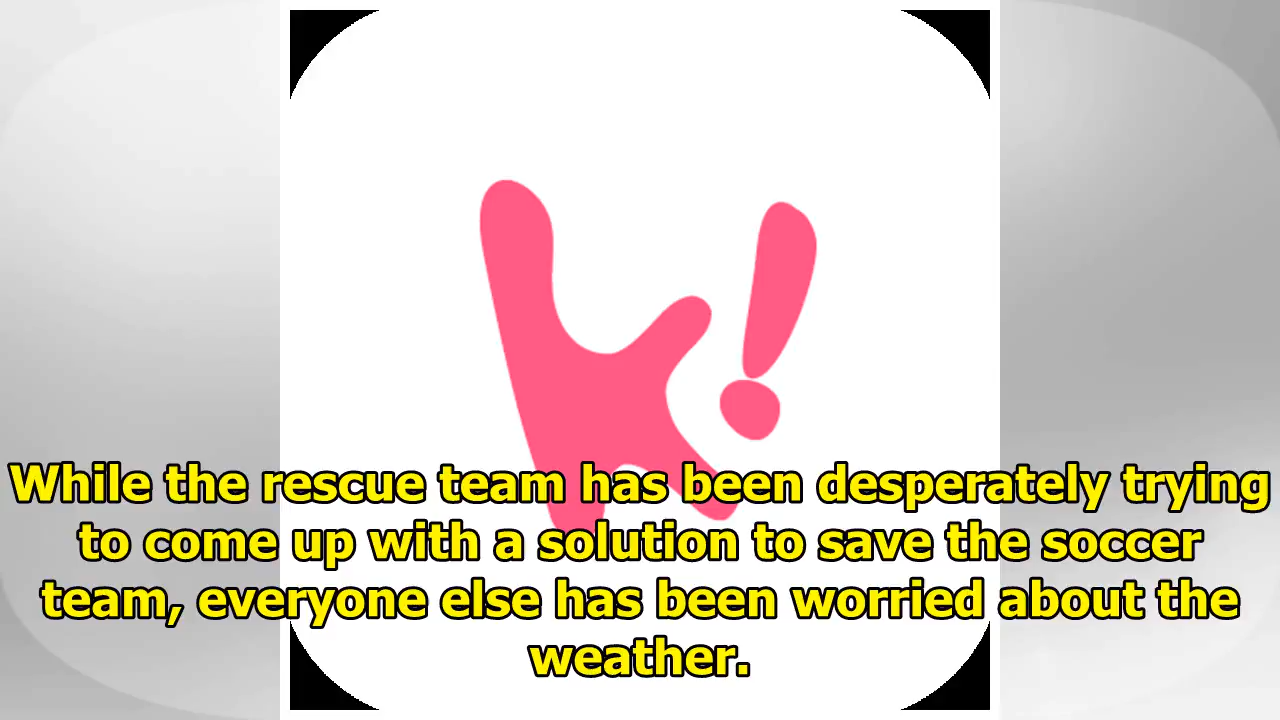 k!
While the rescue team has been desperately trying
to come up with a solution to save the soccer
team, everyone else has been worried about the
weather.